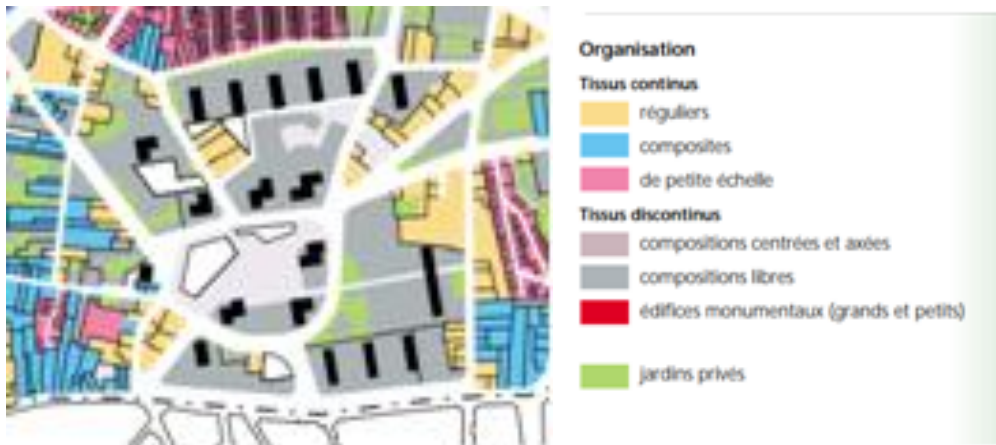 Organisation
Tissus continus
réguliers
composites
de petite échelle
Tissus discontinus
compositions centrées et axées
compositions libres
édifices monumentaux (grands et petits)
jardins privés